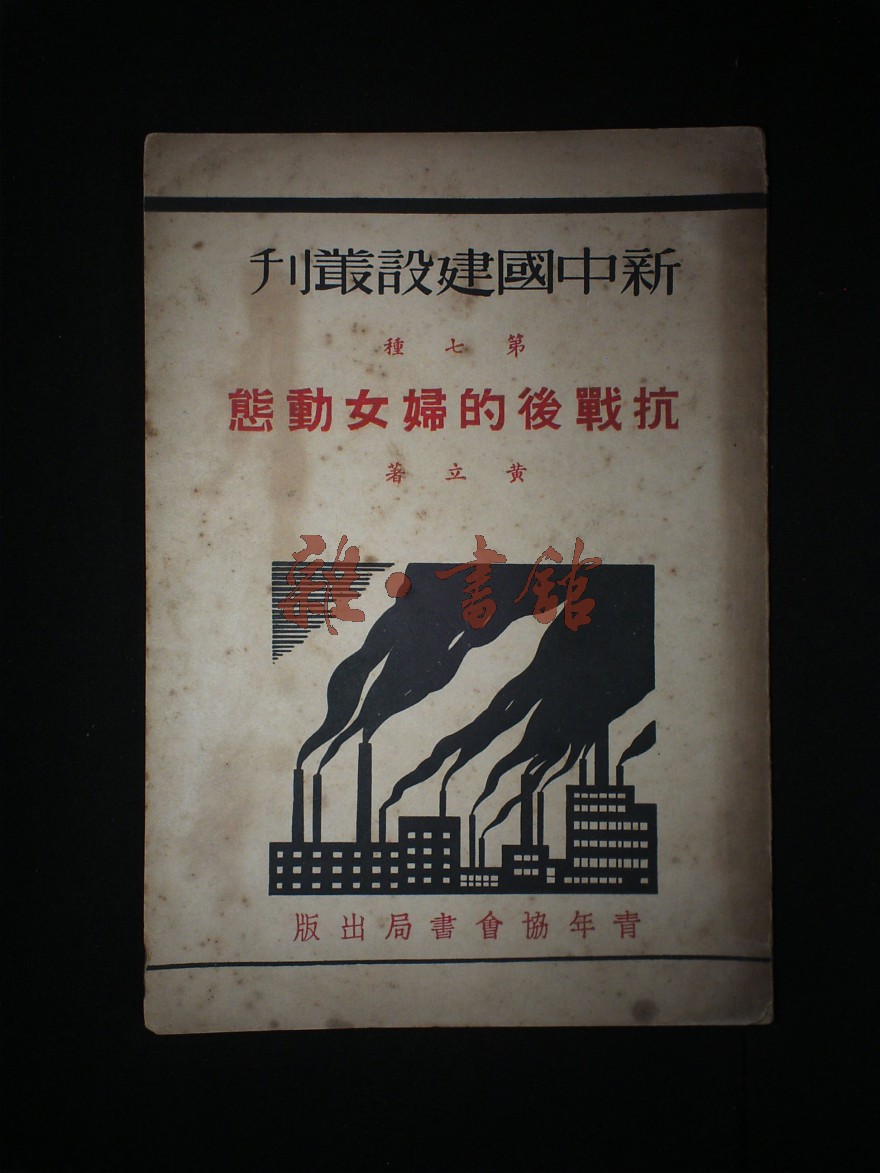 新中國建設叢刊
第七種
抗戰後的婦女動態
黄立著
雜·書館
青年協會書局出版